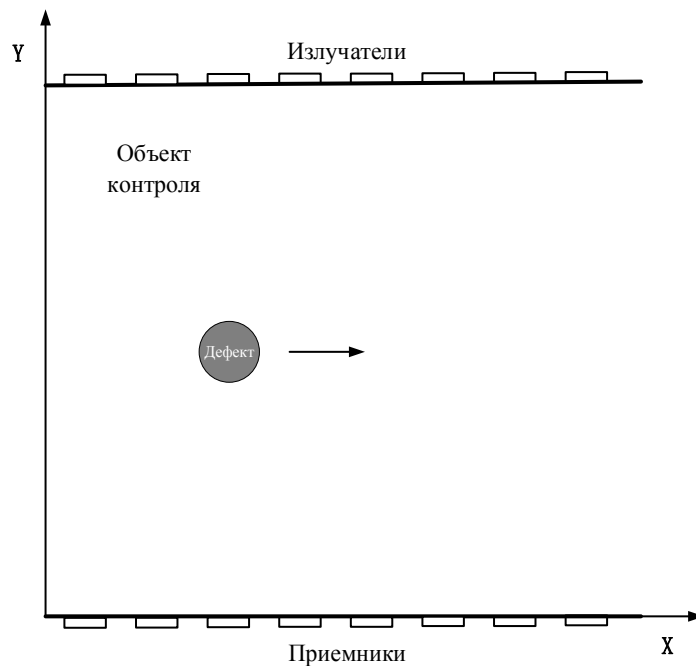 Y
Излучатели
Объект
контроля
Дефект
X
Приемники